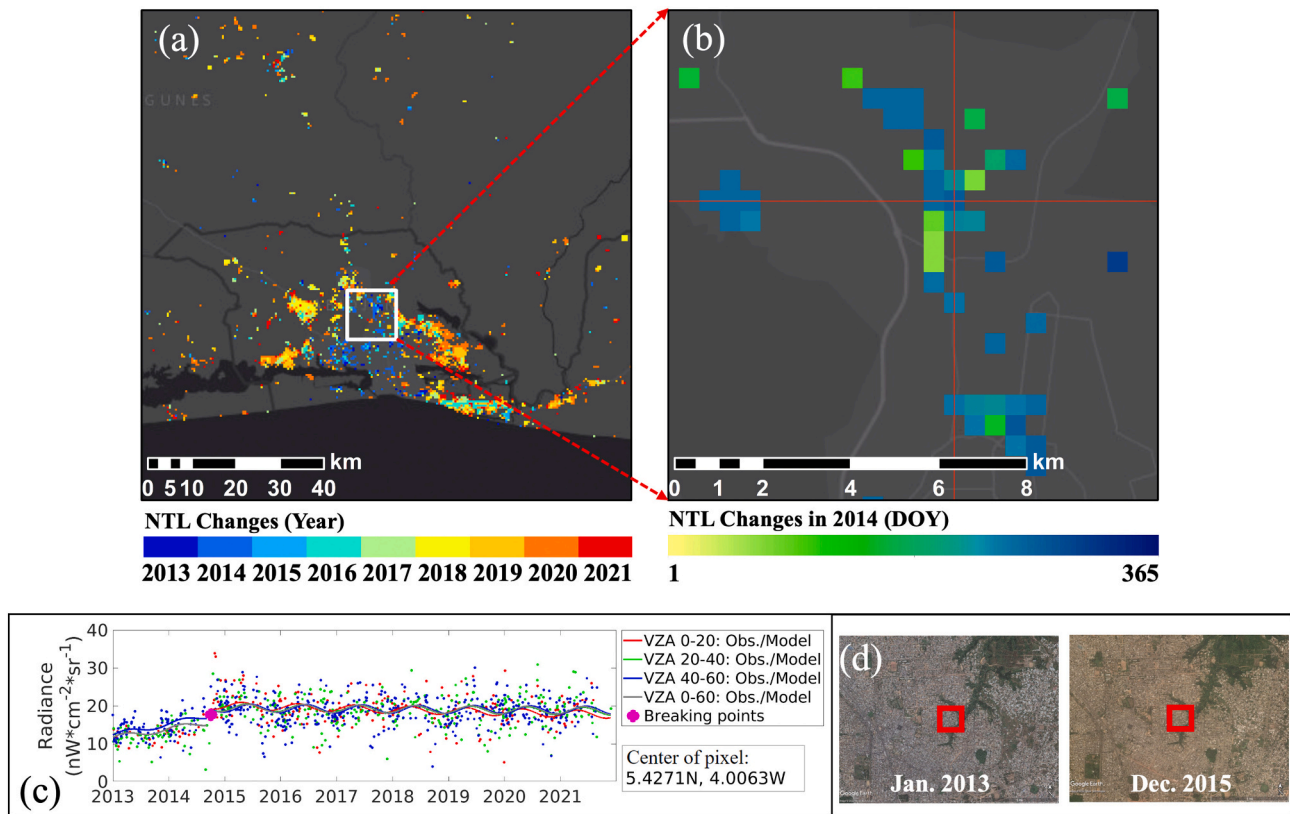 (a)
GUNES
km
0 5 10 20 30 40
NTL Changes (Year)
2013 2014 2015 2016 2017 2018 2019 2020 2021
(b)
km
0 1 2 4 6 8
NTL Changes in 2014 (DOY)
1 365
(c)
Radiance
(nW*cm-2*sr-1)
40
30
20
10
0
2013 2014 2015 2016 2017 2018 2019 2020 2021
VZA 0-20: Obs./Model
VZA 20-40: Obs./Model
VZA 40-60: Obs./Model
VZA 0-60: Obs./Model
Breaking points
Center of pixel:
5.4271N, 4.0063W
(d)
Jan. 2013
Google Earth
Dec. 2015
Google Earth